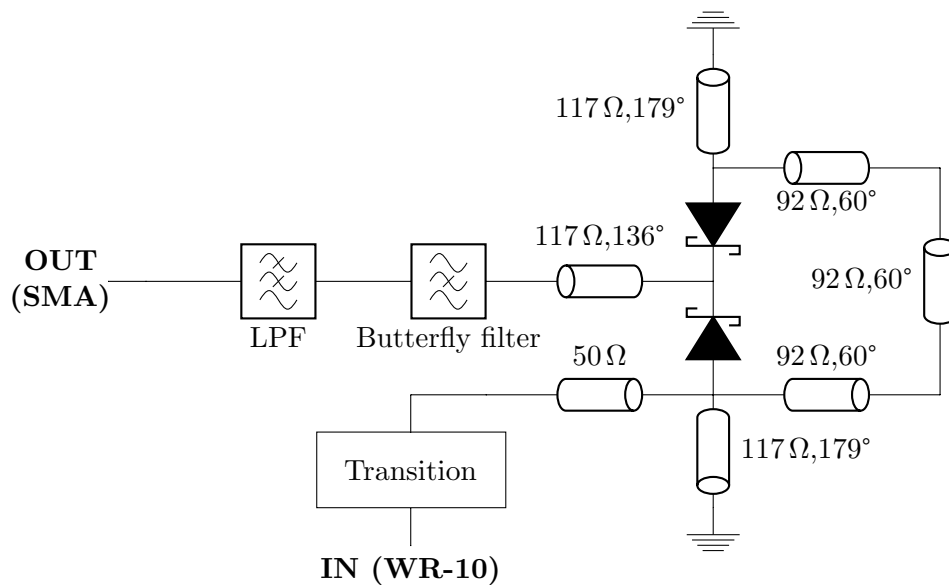 117 Ω,179°
92 Ω,60°
117 Ω,136°
OUT
(SMA)
92 Ω,60°
LPF
Butterfly filter
50 Ω
92 Ω,60°
117 Ω,179°
Transition
IN (WR-10)